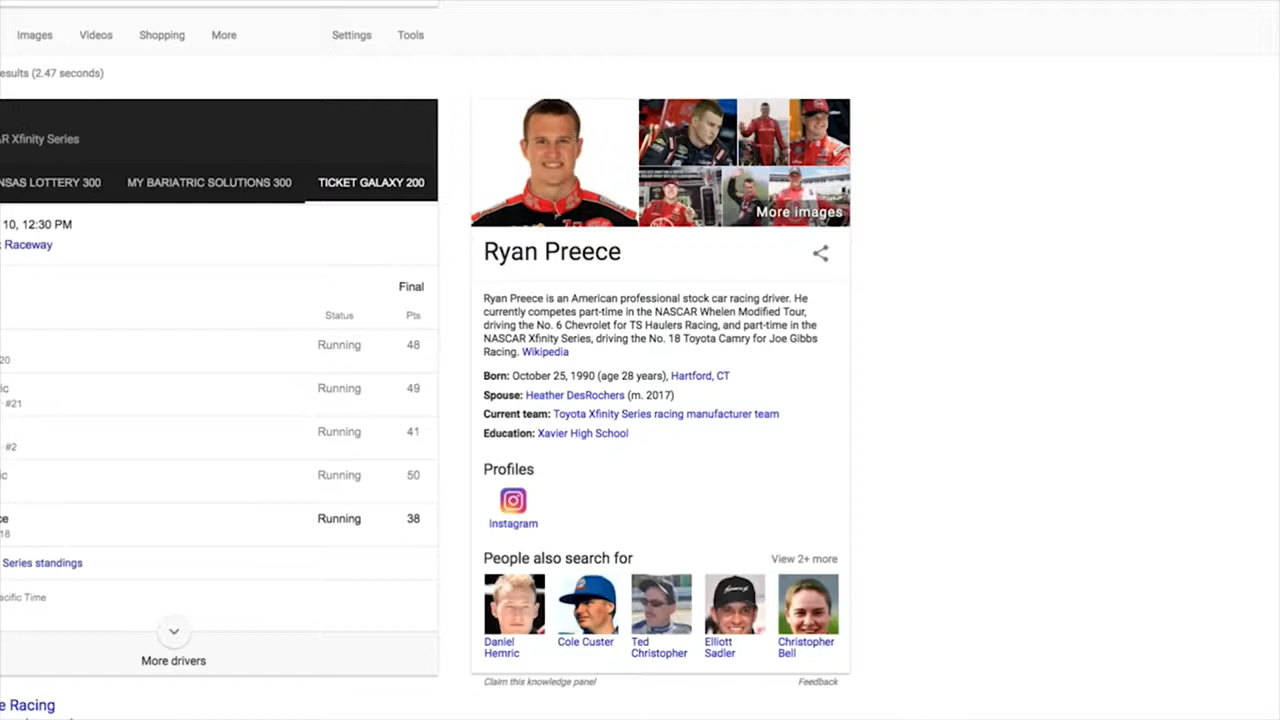 Images Videos Shopping More Settings Tools
esults (2.47 seconds)
AR Xfinity Series
NSAS LOTTERY 300 MY BARIATRIC SOLUTIONS 300 TICKET GALAXY 200
10, 12:30 PM
Raceway
Final
Status Pts
Running 48
20
ic Running 49
#21
Running 41
#2
ic Running 50
ce Running 38
18
Series standings
acific Time
More drivers
e Racing
More images
Ryan Preece
Ryan Preece is an American professional stock car racing driver. He
currently competes part-time in the NASCAR Whelen Modified Tour,
driving the No. 6 Chevrolet for TS Haulers Racing, and part-time in the
NASCAR Xfinity Series, driving the No. 18 Toyota Camry for Joe Gibbs
Racing. Wikipedia
Born: October 25, 1990 (age 28 years), Hartford, CT
Spouse: Heather DesRochers (m. 2017)
Current team: Toyota Xfinity Series racing manufacturer team
Education: Xavier High School
Profiles
Instagram
People also search for View 2+ more
Daniel Hemric
Cole Custer
Ted Christopher
Elliott Sadler
Christopher Bell
Claim this knowledge panel Feedback